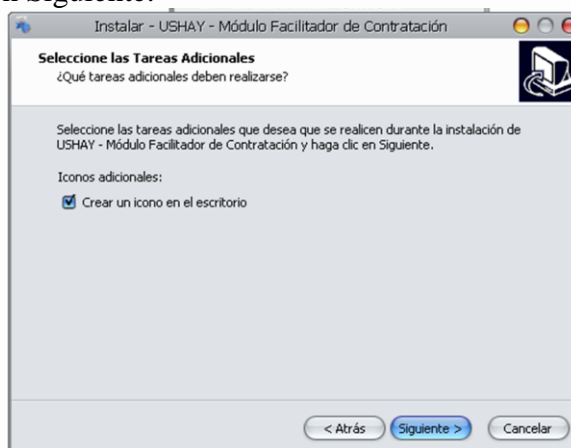 n Siguiente.
Instalar - USHAY - Módulo Facilitador de Contratación
Seleccione las Tareas Adicionales
¿Qué tareas adicionales deben realizarse?
Seleccione las tareas adicionales que desea que se realicen durante la instalación de
USHAY - Módulo Facilitador de Contratación y haga clic en Siguiente.
Iconos adicionales:
Crear un icono en el escritorio
< Atrás Siguiente > Cancelar